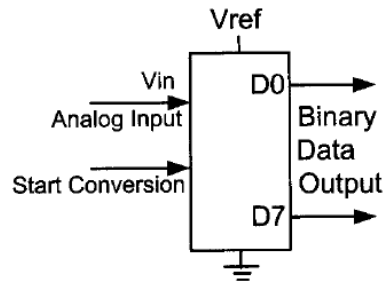 Vref
Vin
Analog Input
Start Conversion
D0
Binary
Data
Output
D7